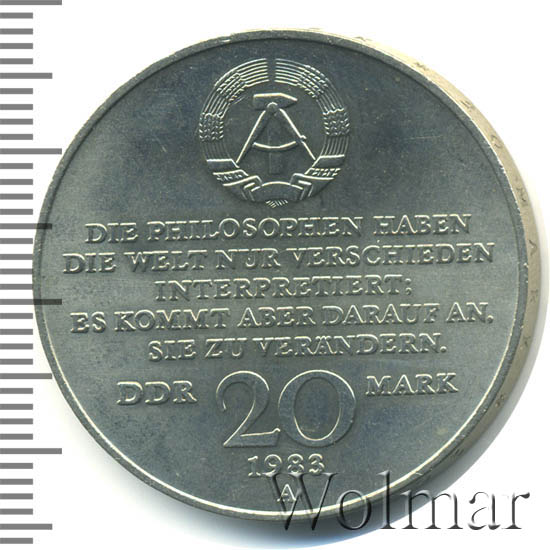 DIE PHILOSOPHEN HABEN
DIE WELT NUR VERSCHIEDEN
INTERPRETIERT;
ES KOMMT ABER DARAUF AN,
SIE ZU VERÄNDERN.
DDR 20 MARK
1983
A
Wolmar